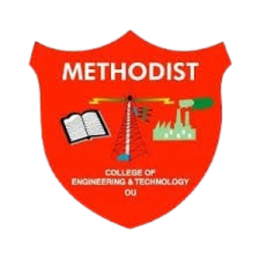 METHODIST
COLLEGE OF
ENGINEERING & TECHNOLOGY
OU